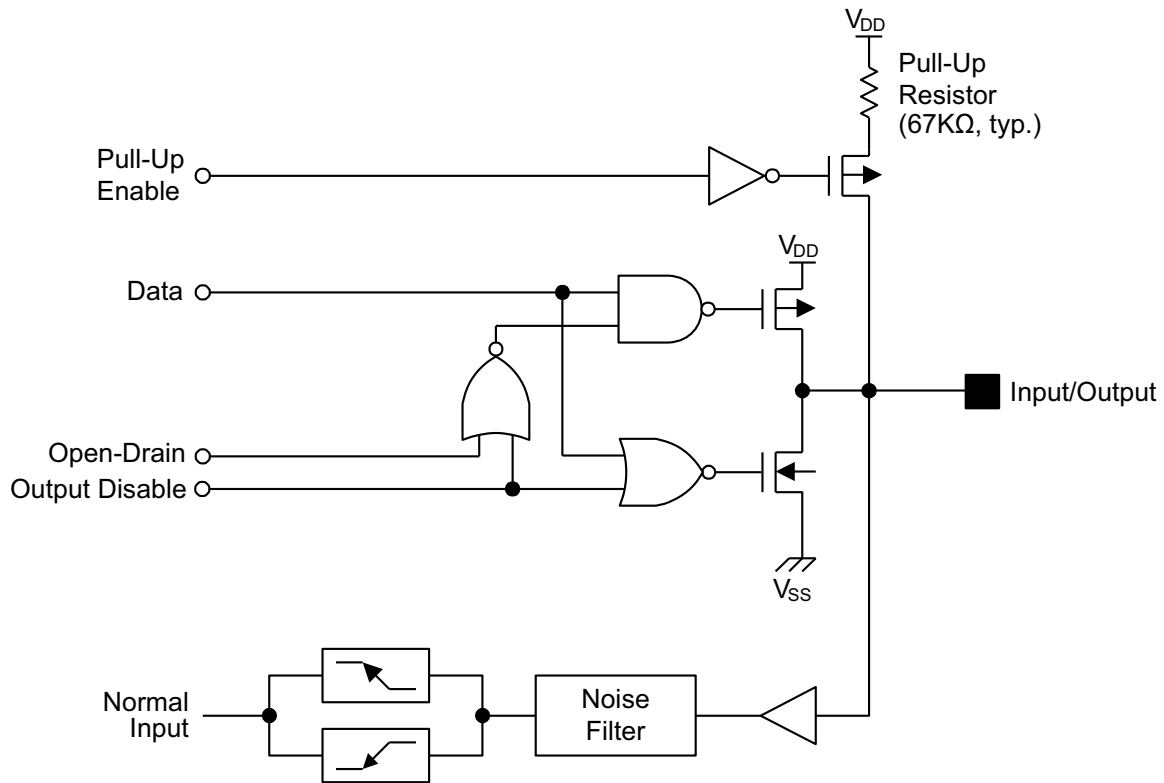 VDD
Pull-Up
Resistor
(67KΩ, typ.)
Pull-Up
Enable
VDD
Data
Input/Output
Open-Drain
Output Disable
VSS
Normal
Input
Noise
Filter